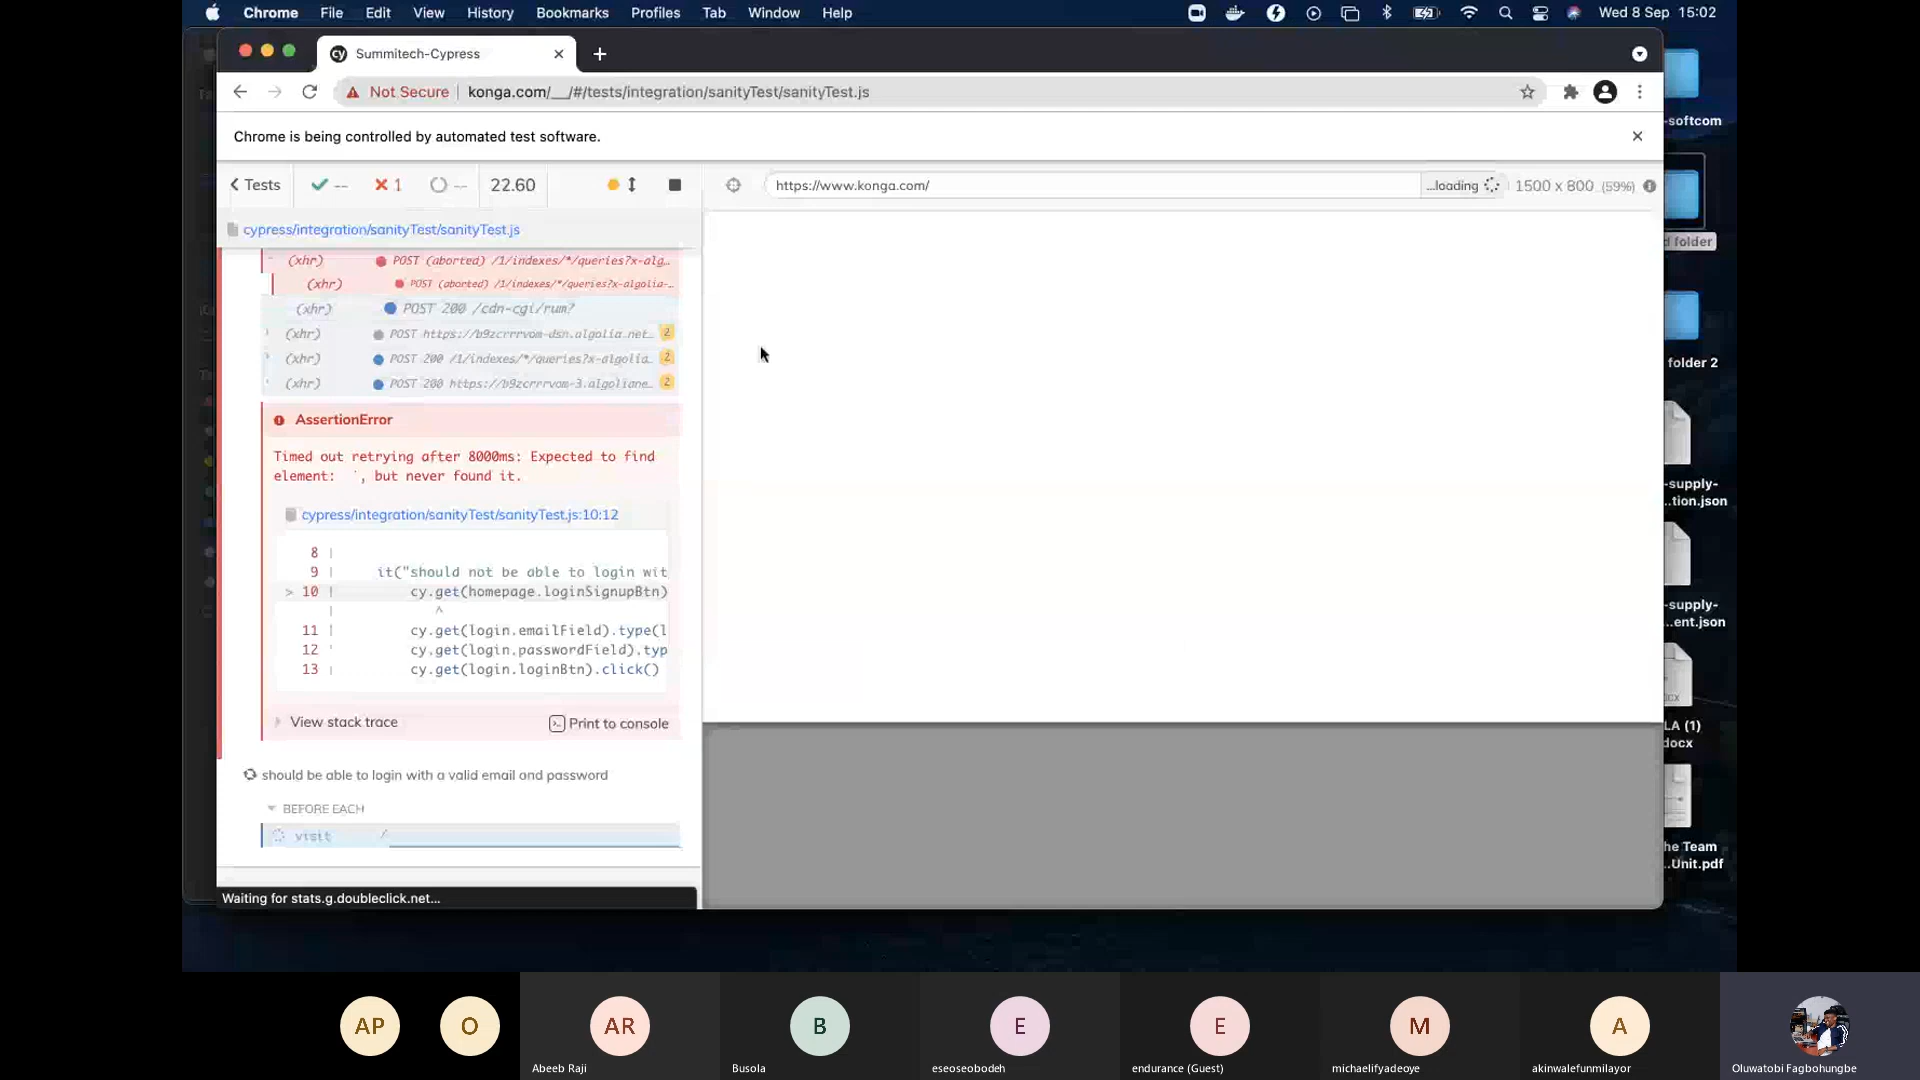 Chrome File Edit View History Bookmarks Profiles Tab Window Help Wed 8 Sep 15:02
Summitech-Cypress
Not Secure konga.com/__/#/tests/integration/sanityTest/sanityTest.js
Chrome is being controlled by automated test software.
Tests -- 1 -- 22.60 https://www.konga.com/ ...loading 1500 x 800 (59%)
cypress/integration/sanityTest/sanityTest.js
(xhr) POST (aborted) /1/indexes/*/queries?x-alg...
(xhr) POST (aborted) /1/indexes/*/queries?x-algolia-...
(xhr) POST 200 /cdn-cgi/rum?
(xhr) POST https://b9zcrrrvom-dsn.algolia.net... 2
(xhr) POST 200 /1/indexes/*/queries?x-algolia... 2
(xhr) POST 200 https://b9zcrrrvom-3.algoliane... 2
AssertionError
Timed out retrying after 8000ms: Expected to find
element: ` `, but never found it.
cypress/integration/sanityTest/sanityTest.js:10:12
8 |
9 | it("should not be able to login wit
> 10 | cy.get(homepage.loginSignupBtn)
| ^
11 | cy.get(login.emailField).type(l
12 | cy.get(login.passwordField).typ
13 | cy.get(login.loginBtn).click()
View stack trace Print to console
should be able to login with a valid email and password
BEFORE EACH
visit /
Waiting for stats.g.doubleclick.net...
-softcom
d folder
folder 2
-supply-
...tion.json
-supply-
...ent.json
LA (1)
docx
he Team
...Unit.pdf
AP O AR B E E M A
Abeeb Raji Busola eseoseobodeh endurance (Guest) michaelifyadeoye akinwalefunmilayor Oluwatobi Fagbohungbe